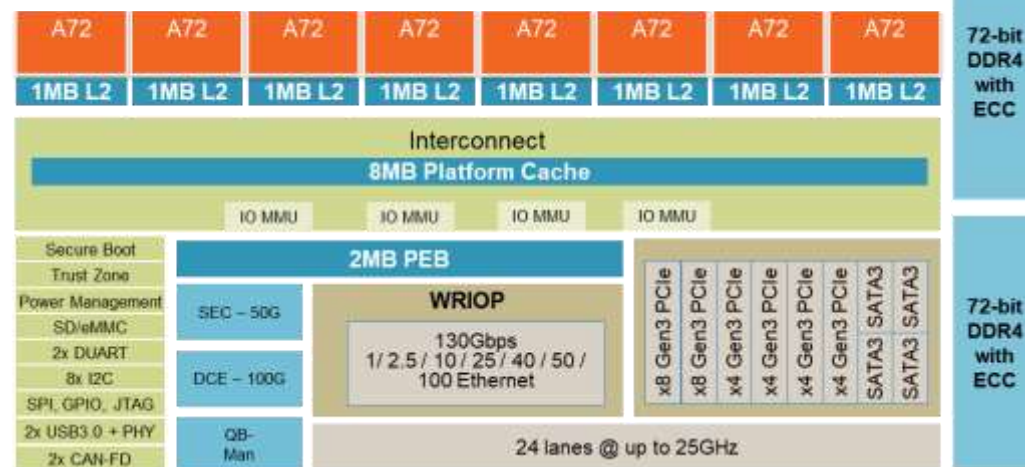 A72 A72 A72 A72 A72 A72 A72 A72
1MB L2 1MB L2 1MB L2 1MB L2 1MB L2 1MB L2 1MB L2 1MB L2
72-bit
DDR4
with
ECC
Interconnect
8MB Platform Cache
IO MMU IO MMU IO MMU IO MMU
Secure Boot
Trust Zone
Power Management
SD/eMMC
2x DUART
8x I2C
SPI, GPIO, JTAG
2x USB3.0 + PHY
2x CAN-FD
2MB PEB
SEC – 50G
DCE – 100G
QB-
Man
WRIOP
130Gbps
1/ 2.5 / 10 / 25 / 40 / 50 /
100 Ethernet
x8 Gen3 PCIe
x8 Gen3 PCIe
x4 Gen3 PCIe
x4 Gen3 PCIe
x4 Gen3 PCIe
x4 Gen3 PCIe
SATA3 SATA3
SATA3 SATA3
24 lanes @ up to 25GHz
72-bit
DDR4
with
ECC